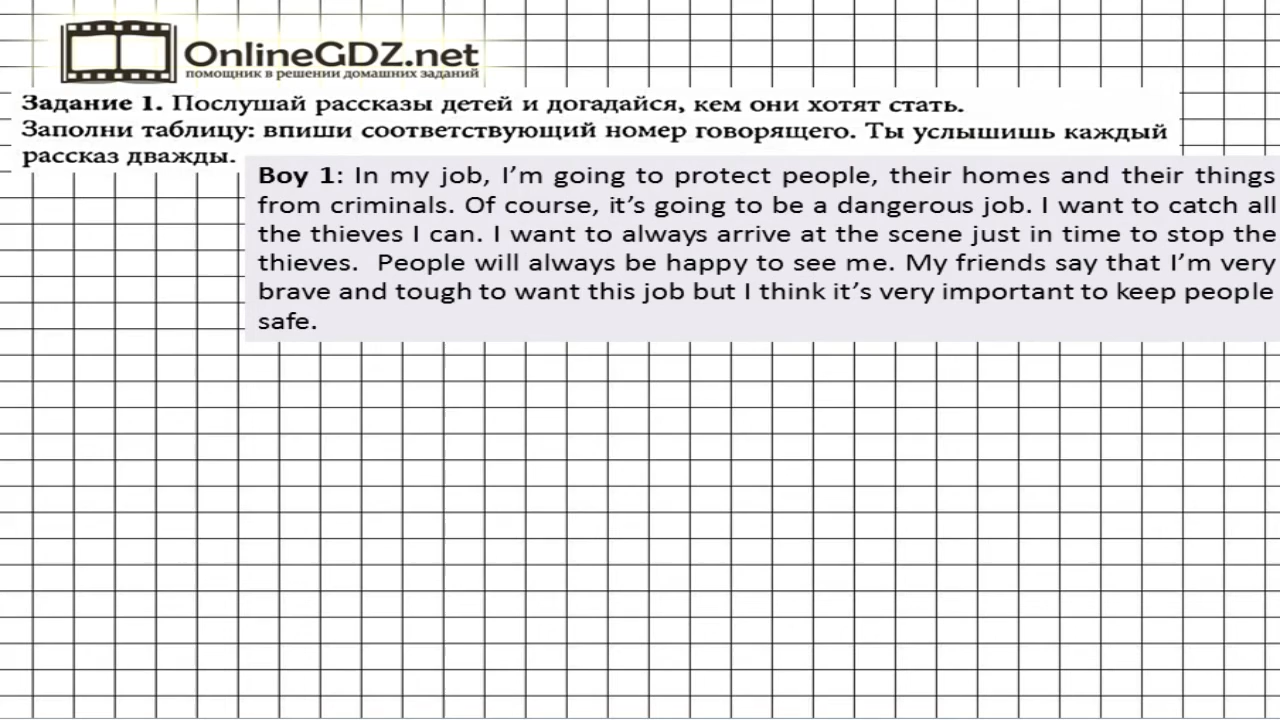 OnlineGDZ.net
помощник в решении домашних заданий
Задание 1. Послушай рассказы детей и догадайся, кем они хотят стать.
Заполни таблицу: впиши соответствующий номер говорящего. Ты услышишь каждый
рассказ дважды.
Boy 1: In my job, I’m going to protect people, their homes and their things
from criminals. Of course, it’s going to be a dangerous job. I want to catch all
the thieves I can. I want to always arrive at the scene just in time to stop the
thieves. People will always be happy to see me. My friends say that I’m very
brave and tough to want this job but I think it’s very important to keep people
safe.